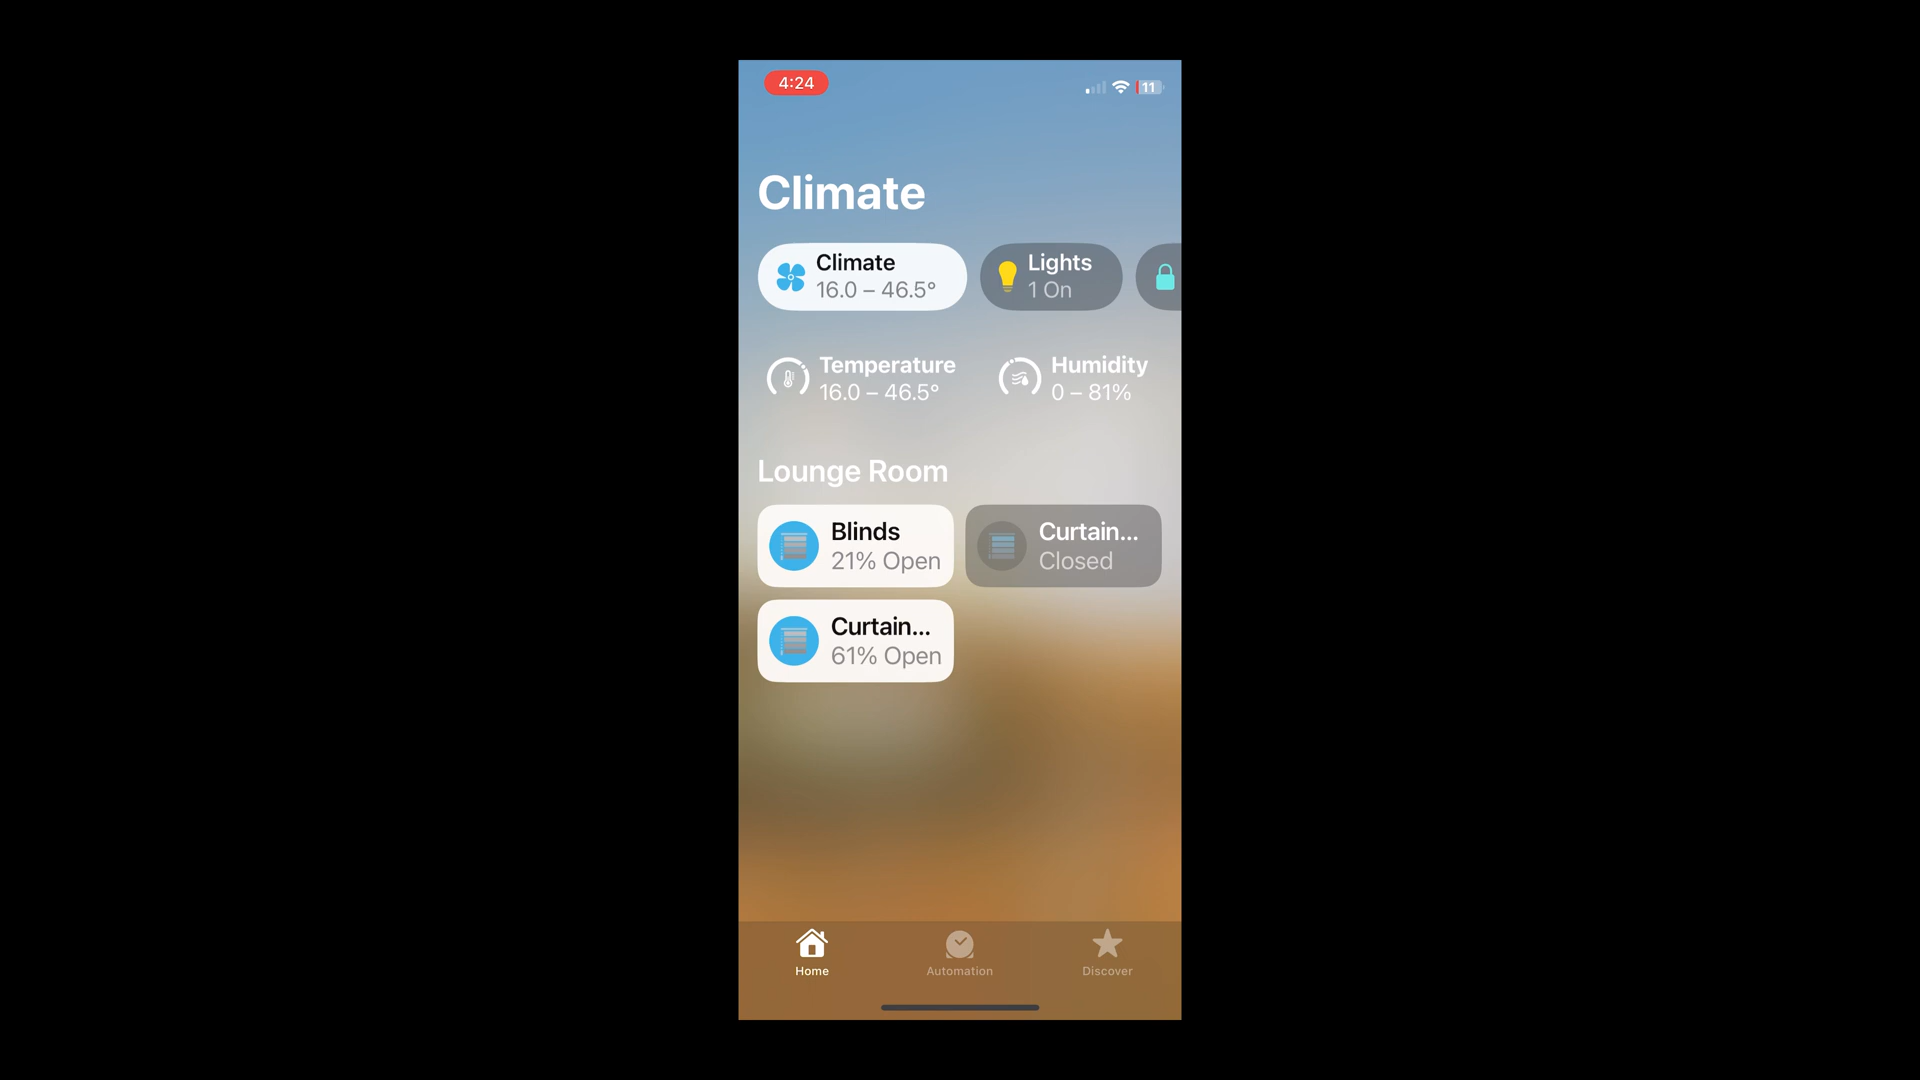 4:24
11
Climate
Climate
16.0 – 46.5°
Lights
1 On
Temperature
16.0 – 46.5°
Humidity
0 – 81%
Lounge Room
Blinds
21% Open
Curtain...
Closed
Curtain...
61% Open
Home
Automation
Discover